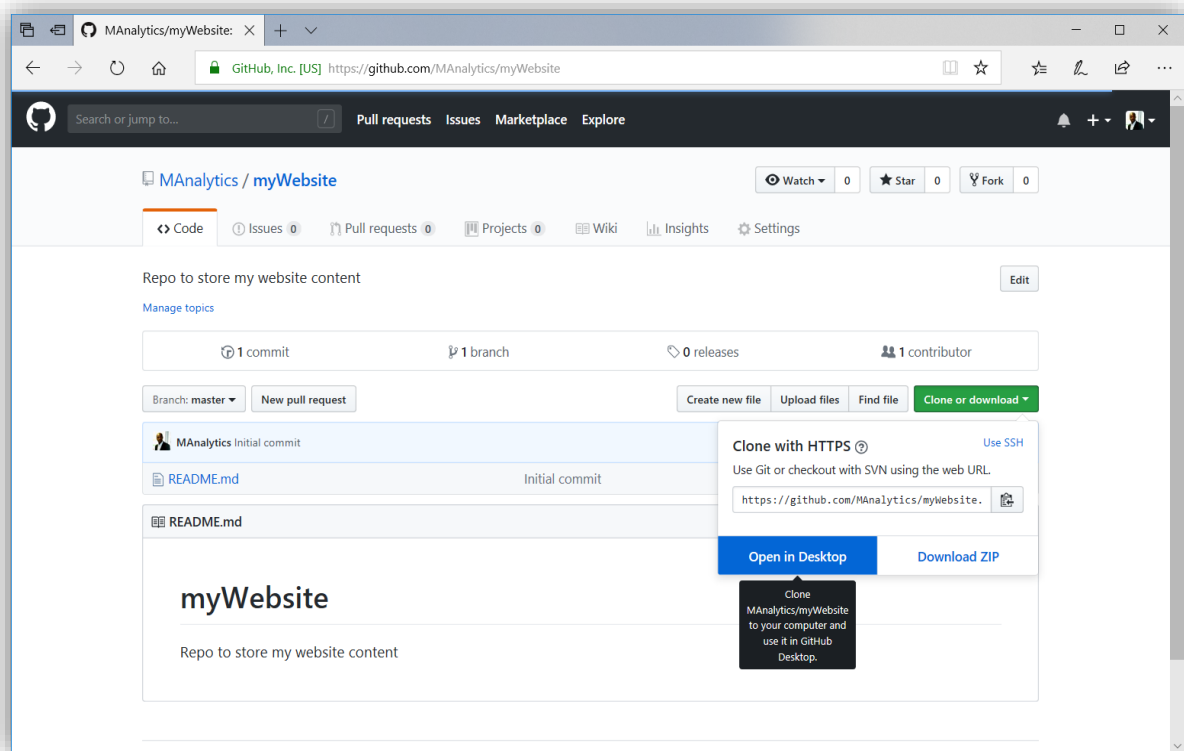 MAnalytics/myWebsite:
GitHub, Inc. [US] https://github.com/MAnalytics/myWebsite
Search or jump to... /
Pull requests Issues Marketplace Explore
MAnalytics / myWebsite
Watch 0 Star 0 Fork 0
Code Issues 0 Pull requests 0 Projects 0 Wiki Insights Settings
Repo to store my website content
Edit
Manage topics
1 commit 1 branch 0 releases 1 contributor
Branch: master New pull request Create new file Upload files Find file Clone or download
MAnalytics Initial commit
README.md Initial commit
Clone with HTTPS ? Use SSH
Use Git or checkout with SVN using the web URL.
https://github.com/MAnalytics/myWebsite.
Open in Desktop Download ZIP
Clone
MAnalytics/myWebsite
to your computer and
use it in GitHub
Desktop.
README.md
myWebsite
Repo to store my website content